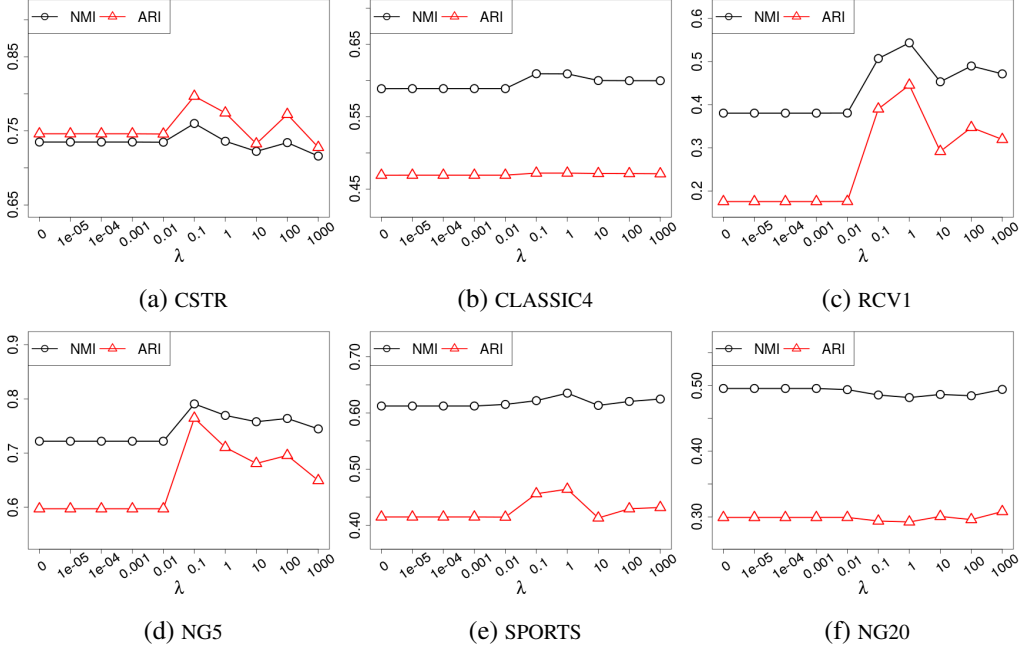 NMI ARI
0.85
0.75
0.65
0 1e-05 1e-04 0.001 0.01 0.1 1 10 100 1000
λ
(a) CSTR
NMI ARI
0.65
0.55
0.45
0 1e-05 1e-04 0.001 0.01 0.1 1 10 100 1000
λ
(b) CLASSIC4
NMI ARI
0.6
0.5
0.4
0.3
0.2
0 1e-05 1e-04 0.001 0.01 0.1 1 10 100 1000
λ
(c) RCV1
NMI ARI
0.9
0.8
0.7
0.6
0 1e-05 1e-04 0.001 0.01 0.1 1 10 100 1000
λ
(d) NG5
NMI ARI
0.70
0.60
0.50
0.40
0 1e-05 1e-04 0.001 0.01 0.1 1 10 100 1000
λ
(e) SPORTS
NMI ARI
0.50
0.40
0.30
0 1e-05 1e-04 0.001 0.01 0.1 1 10 100 1000
λ
(f) NG20